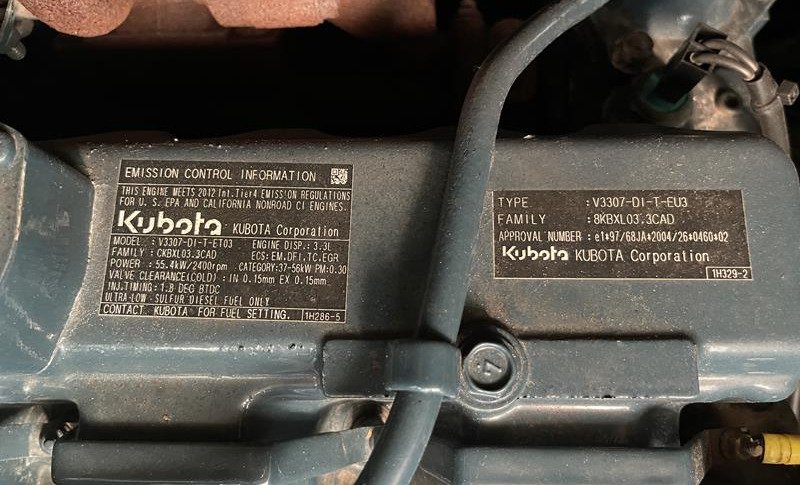 EMISSION CONTROL INFORMATION
THIS ENGINE MEETS 2012 Int. Tier4 EMISSION REGULATIONS
FOR U. S. EPA AND CALIFORNIA NONROAD CI ENGINES.
Kubota KUBOTA Corporation
MODEL : V3307-DI-T-ET03 ENGINE DISP.: 3.3L
FAMILY : CKBXL03.3CAD ECS: EM,DFI,TC,EGR
POWER : 55.4kW/2400rpm CATEGORY:37-56kW PM:0.30
VALVE CLEARANCE(COLD) : IN 0.15mm EX 0.15mm
INJ.TIMING: 1.8 DEG BTDC
ULTRA-LOW- SULFUR DIESEL FUEL ONLY
CONTACT KUBOTA FOR FUEL SETTING. 1H286-5
TYPE : V3307-DI-T-EU3
FAMILY : 8KBXL03.3CAD
APPROVAL NUMBER : e1*97/68JA*2004/26*0460*02
Kubota KUBOTA Corporation
1H329-2
7